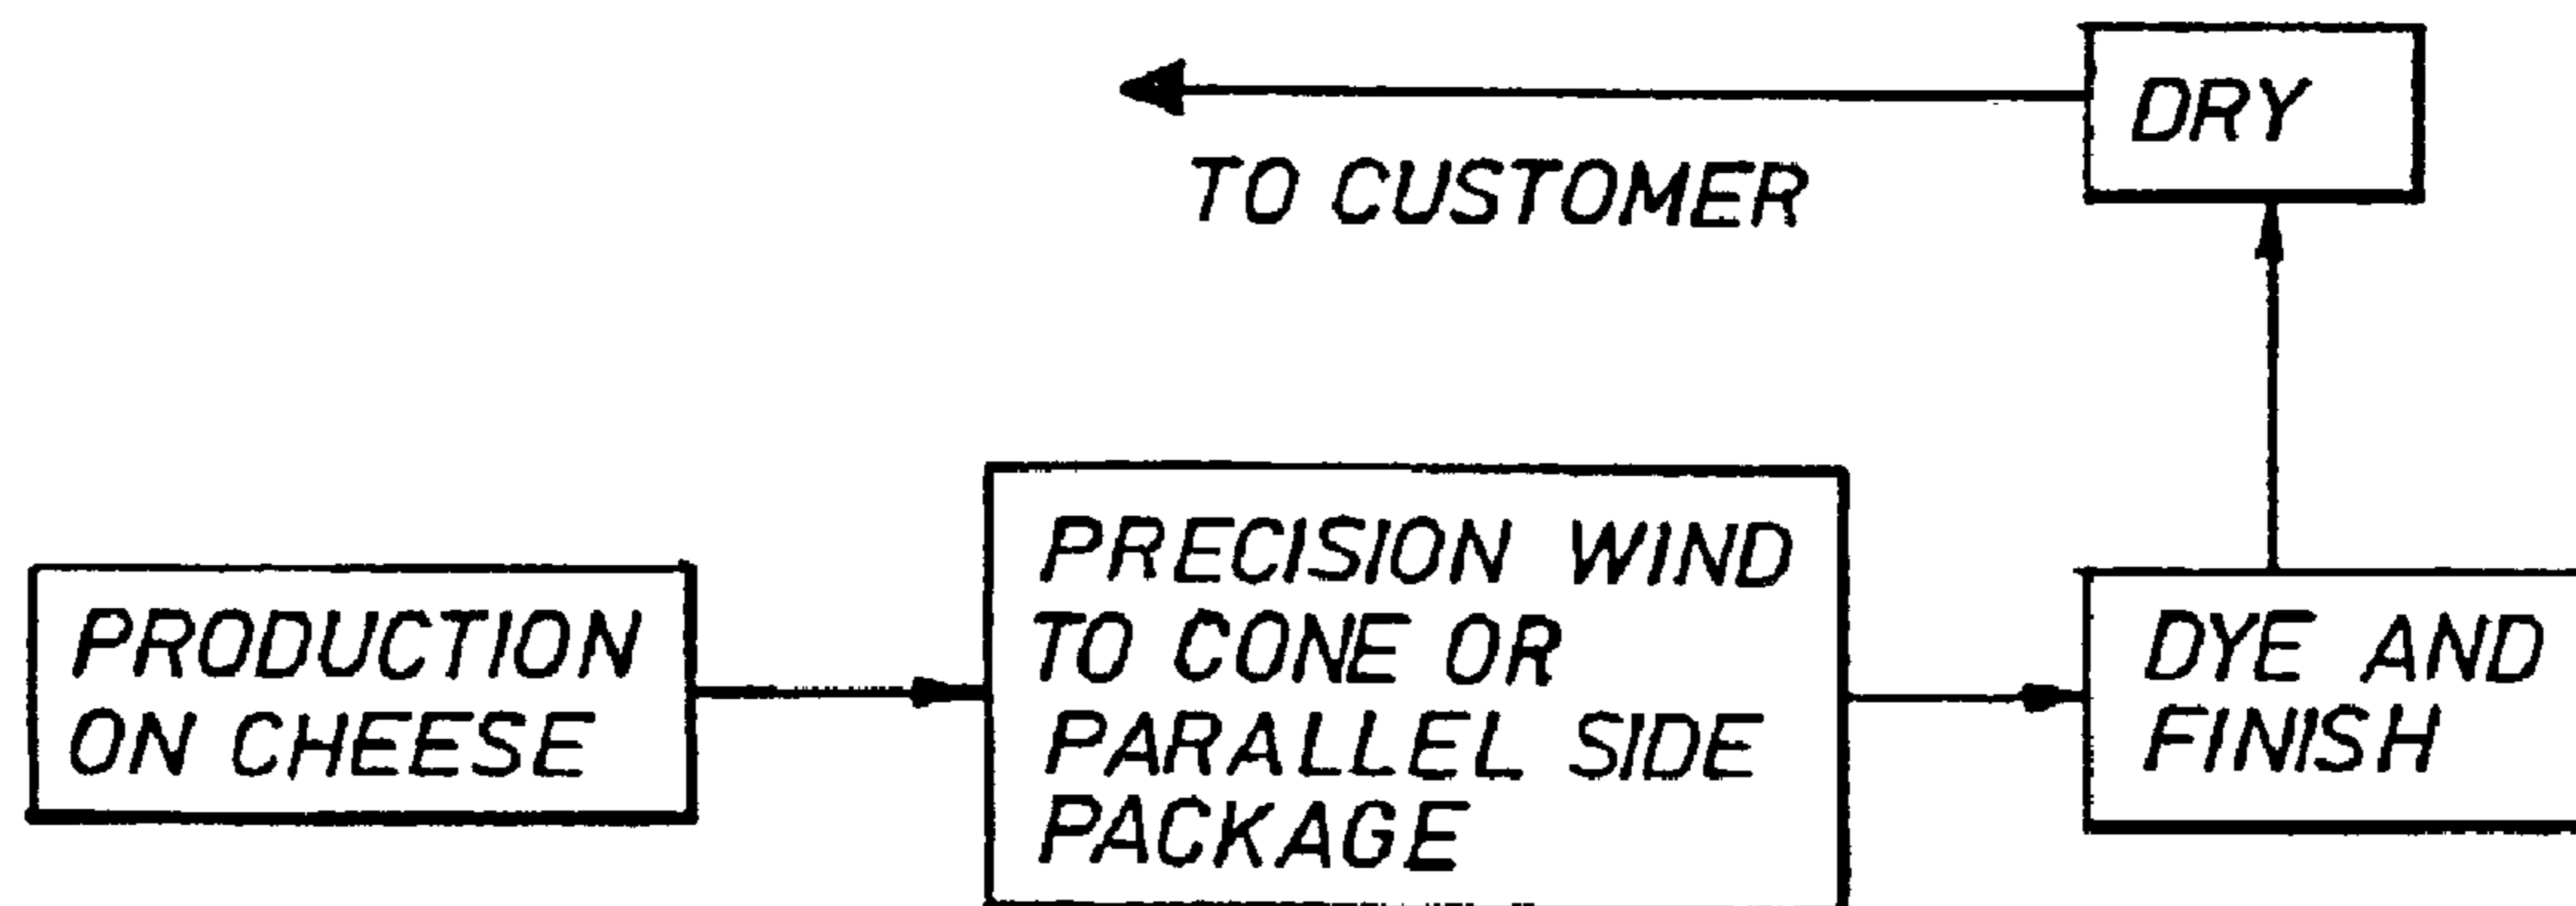 DRY
TO CUSTOMER
PRODUCTION
ON CHEESE
PRECISION WIND
TO CONE OR
PARALLEL SIDE
PACKAGE
DYE AND
FINISH